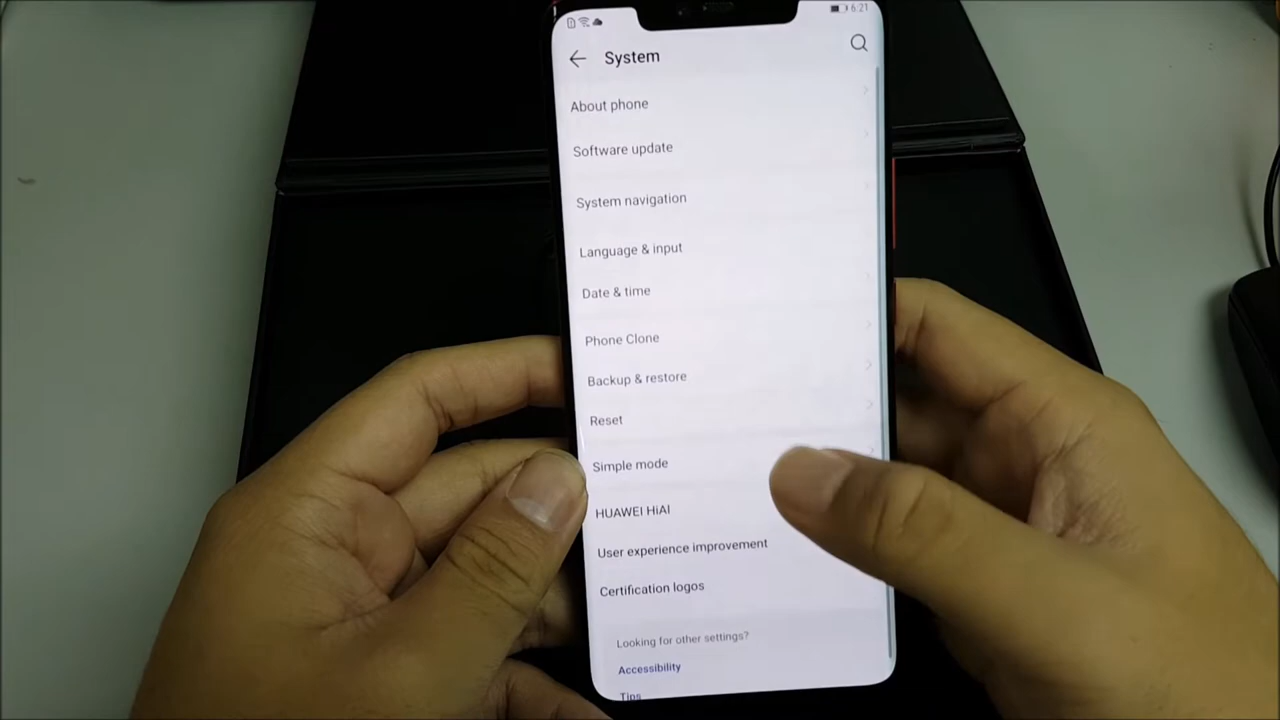 6:21
System
About phone
Software update
System navigation
Language & input
Date & time
Phone Clone
Backup & restore
Reset
Simple mode
HUAWEI HiAI
User experience improvement
Certification logos
Looking for other settings?
Accessibility
Tips